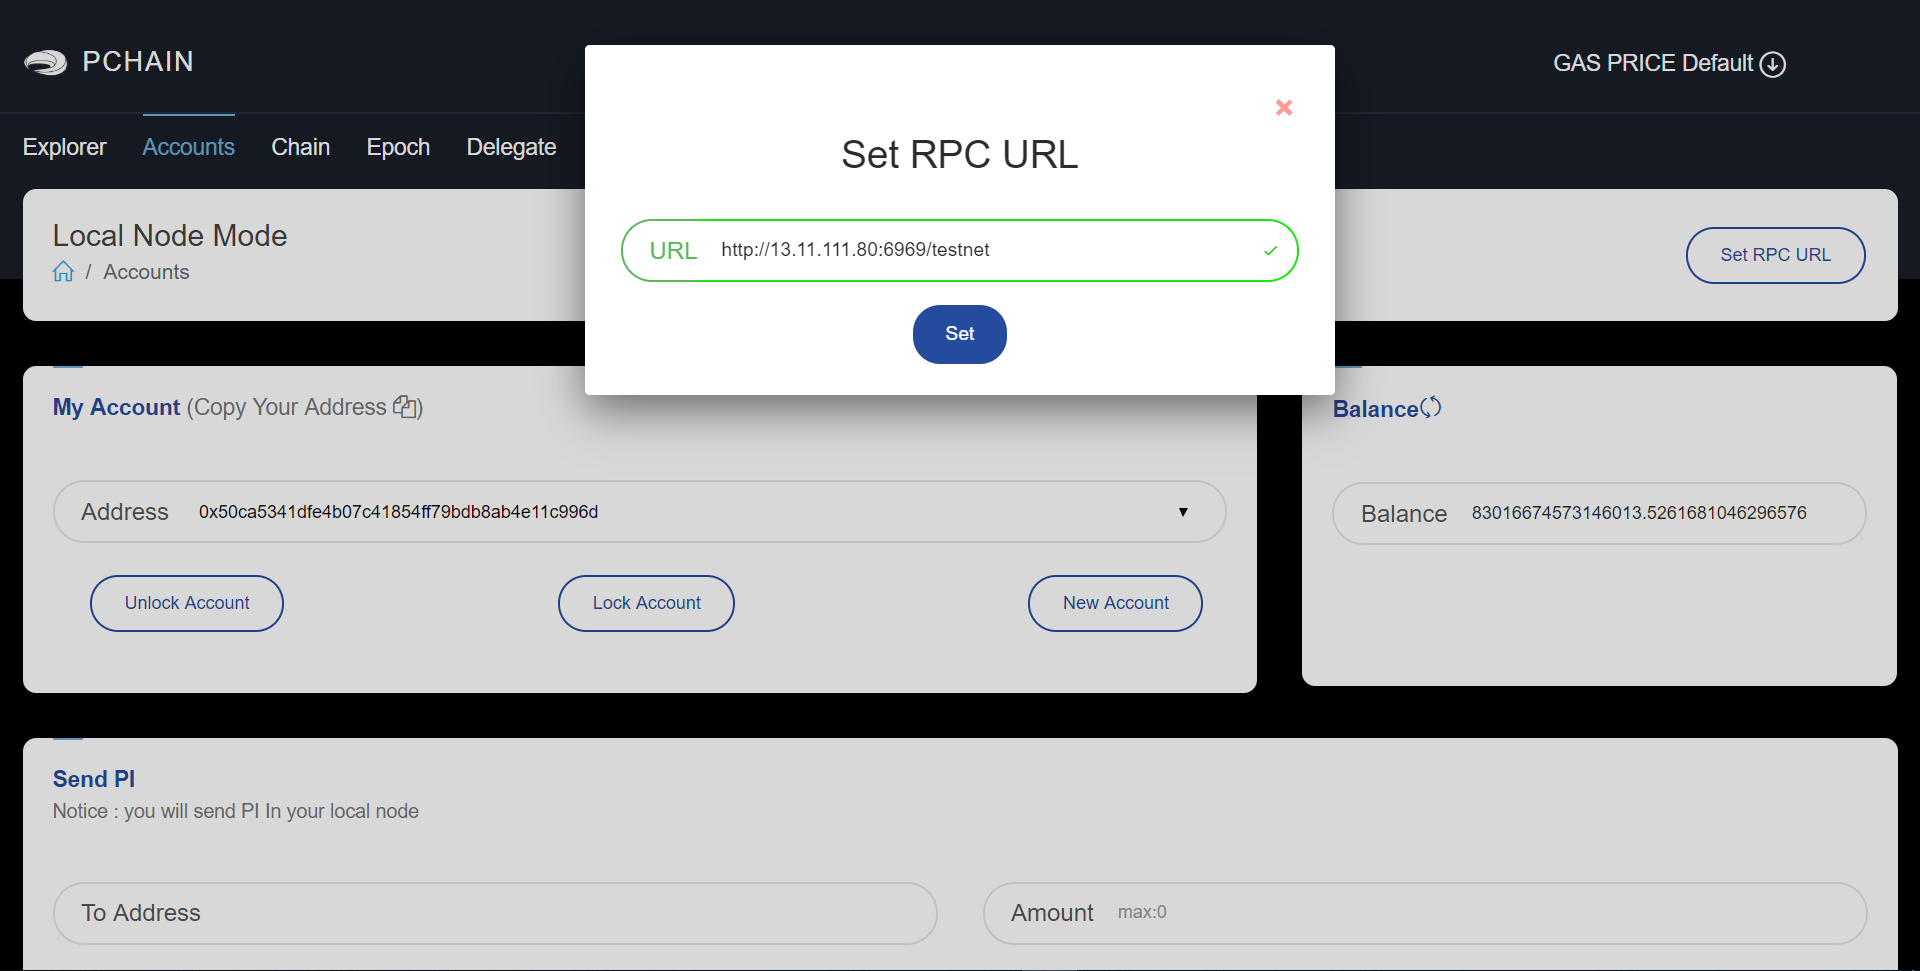 PCHAIN
GAS PRICE Default
Explorer
Accounts
Chain
Epoch
Delegate
Set RPC URL
URL http://13.11.111.80:6969/testnet
Set
Local Node Mode
/ Accounts
Set RPC URL
My Account (Copy Your Address )
Address 0x50ca5341dfe4b07c41854ff79bdb8ab4e11c996d
Unlock Account
Lock Account
New Account
Balance
Balance 83016674573146013.5261681046296576
Send PI
Notice : you will send PI In your local node
To Address
Amount max:0